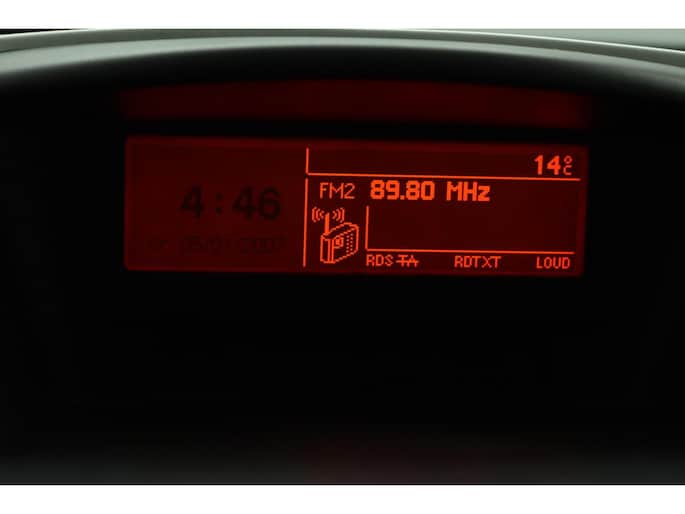 14°C
FM2 89.80 MHz
4:46
RDS TA RDTXT LOUD